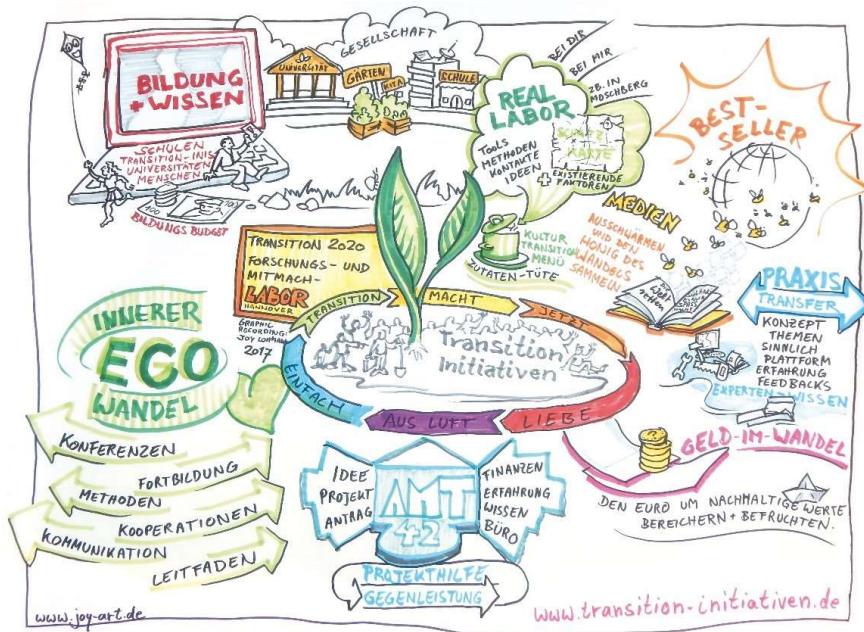 BILDUNG
+ WISSEN
SCHULEN
TRANSITION-INIS
UNIVERSITÄTEN
MENSCHEN
BILDUNGS BUDGET
GESELLSCHAFT
UNIVERSITÄT
GARTEN
KITA
SCHULE
REAL
LABOR
BEI DIR
BEI MIR
ZB. IN
MOSCHBERG
TOOLS
METHODEN
KONTAKTE
IDEEN
SCHATZ
KARTE
+ EXISTIERENDE
FAKTOREN
KULTUR
TRANSITION
MENÜ
ZUTATEN-TÜTE
BEST-
SELLER
MEDIEN
AUSSCHWÄRMEN
UND DEN
HONIG DES
WANDELS
SAMMELN
Die
Welt
retten
PRAXIS
TRANSFER
KONZEPT
THEMEN
SINNLICH
PLATTFORM
ERFAHRUNG
FEEDBACKS
EXPERTEN-WISSEN
TRANSITION 2020
FORSCHUNGS- UND
MITMACH-
LABOR
HANNOVER
GRAPHIC
RECORDING:
JOY LOHMANN
2017
TRANSITION
MACHT
JETZT
LIEBE
AUS LUFT
EINFACH
Transition
Initiativen
INNERER
EGO
WANDEL
KONFERENZEN
FORTBILDUNG
METHODEN
KOOPERATIONEN
KOMMUNIKATION
LEITFADEN
IDEE
PROJEKT
ANTRAG
AMT
42
FINANZEN
ERFAHRUNG
WISSEN
BÜRO
PROJEKTHILFE
GEGENLEISTUNG
GELD-IM-WANDEL
DEN EURO UM NACHHALTIGE WERTE
BEREICHERN + BEFRUCHTEN.
www.joy-art.de
www.transition-initiativen.de